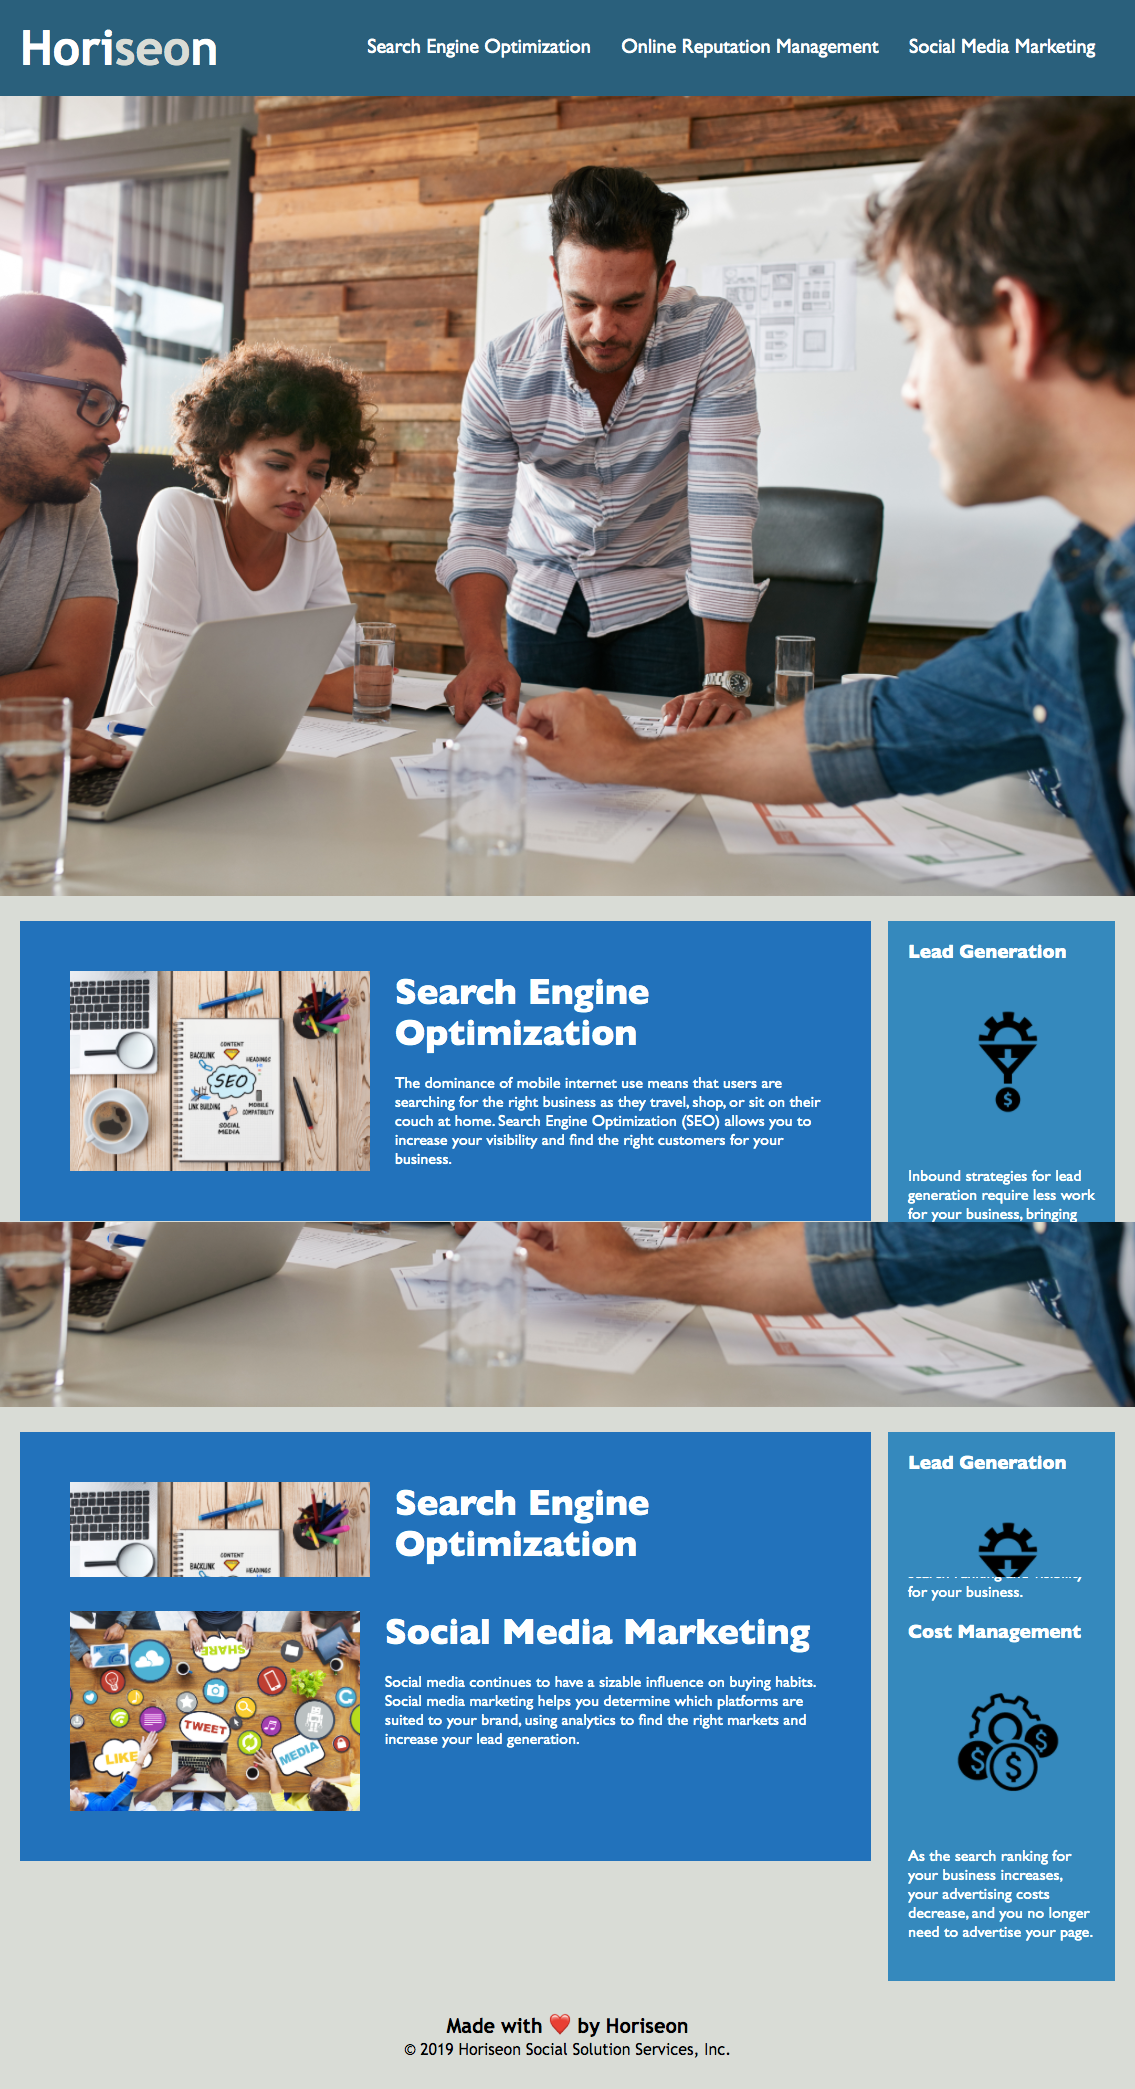 Horiseon
Search Engine Optimization
Online Reputation Management
Social Media Marketing
CONTENT
BACKLINK
HEADINGS
SEO
LINK BUILDING
MOBILE
COMPATIBILITY
SOCIAL
MEDIA
Search Engine
Optimization
The dominance of mobile internet use means that users are
searching for the right business as they travel, shop, or sit on their
couch at home. Search Engine Optimization (SEO) allows you to
increase your visibility and find the right customers for your
business.
Lead Generation
$
Inbound strategies for lead
generation require less work
for your business, bringing
CONTENT
BACKLINK
HEADINGS
Search Engine
Optimization
Lead Generation
for your business.
SHARE
TWEET
LIKE
MEDIA
Social Media Marketing
Social media continues to have a sizable influence on buying habits.
Social media marketing helps you determine which platforms are
suited to your brand, using analytics to find the right markets and
increase your lead generation.
Cost Management
$ $ $
As the search ranking for
your business increases,
your advertising costs
decrease, and you no longer
need to advertise your page.
Made with ❤️ by Horiseon
© 2019 Horiseon Social Solution Services, Inc.